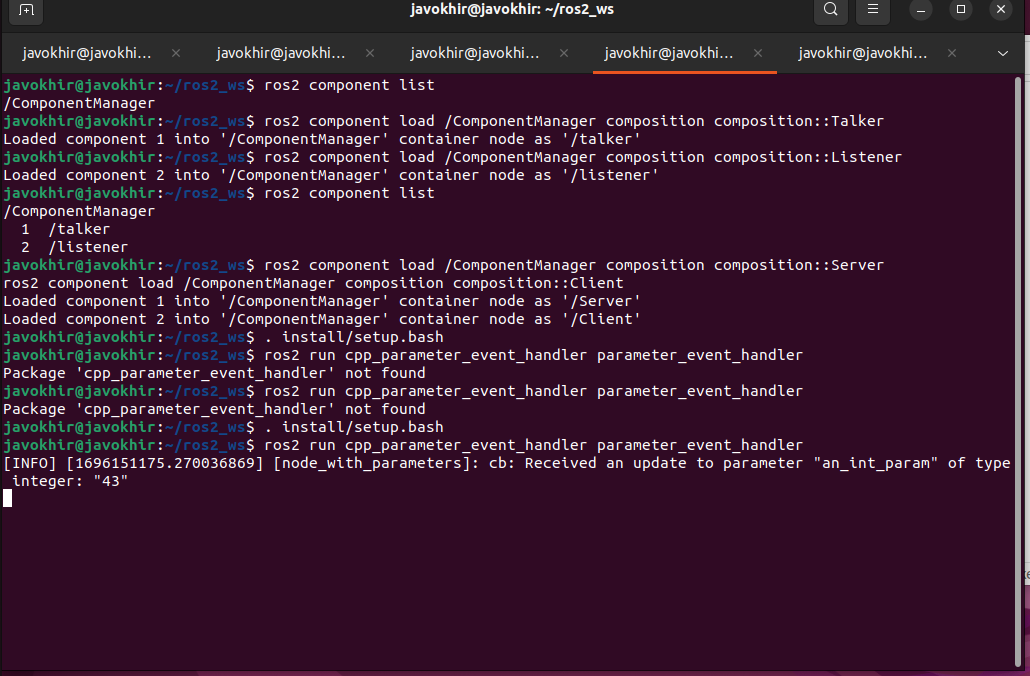 javokhir@javokhir: ~/ros2_ws
javokhir@javokhi... × javokhir@javokhi... × javokhir@javokhi... × javokhir@javokhi... × javokhir@javokhi... ×
javokhir@javokhir:~/ros2_ws$ ros2 component list
/ComponentManager
javokhir@javokhir:~/ros2_ws$ ros2 component load /ComponentManager composition composition::Talker
Loaded component 1 into '/ComponentManager' container node as '/talker'
javokhir@javokhir:~/ros2_ws$ ros2 component load /ComponentManager composition composition::Listener
Loaded component 2 into '/ComponentManager' container node as '/listener'
javokhir@javokhir:~/ros2_ws$ ros2 component list
/ComponentManager
  1  /talker
  2  /listener
javokhir@javokhir:~/ros2_ws$ ros2 component load /ComponentManager composition composition::Server
ros2 component load /ComponentManager composition composition::Client
Loaded component 1 into '/ComponentManager' container node as '/Server'
Loaded component 2 into '/ComponentManager' container node as '/Client'
javokhir@javokhir:~/ros2_ws$ . install/setup.bash
javokhir@javokhir:~/ros2_ws$ ros2 run cpp_parameter_event_handler parameter_event_handler
Package 'cpp_parameter_event_handler' not found
javokhir@javokhir:~/ros2_ws$ ros2 run cpp_parameter_event_handler parameter_event_handler
Package 'cpp_parameter_event_handler' not found
javokhir@javokhir:~/ros2_ws$ . install/setup.bash
javokhir@javokhir:~/ros2_ws$ ros2 run cpp_parameter_event_handler parameter_event_handler
[INFO] [1696151175.270036869] [node_with_parameters]: cb: Received an update to parameter "an_int_param" of type
 integer: "43"